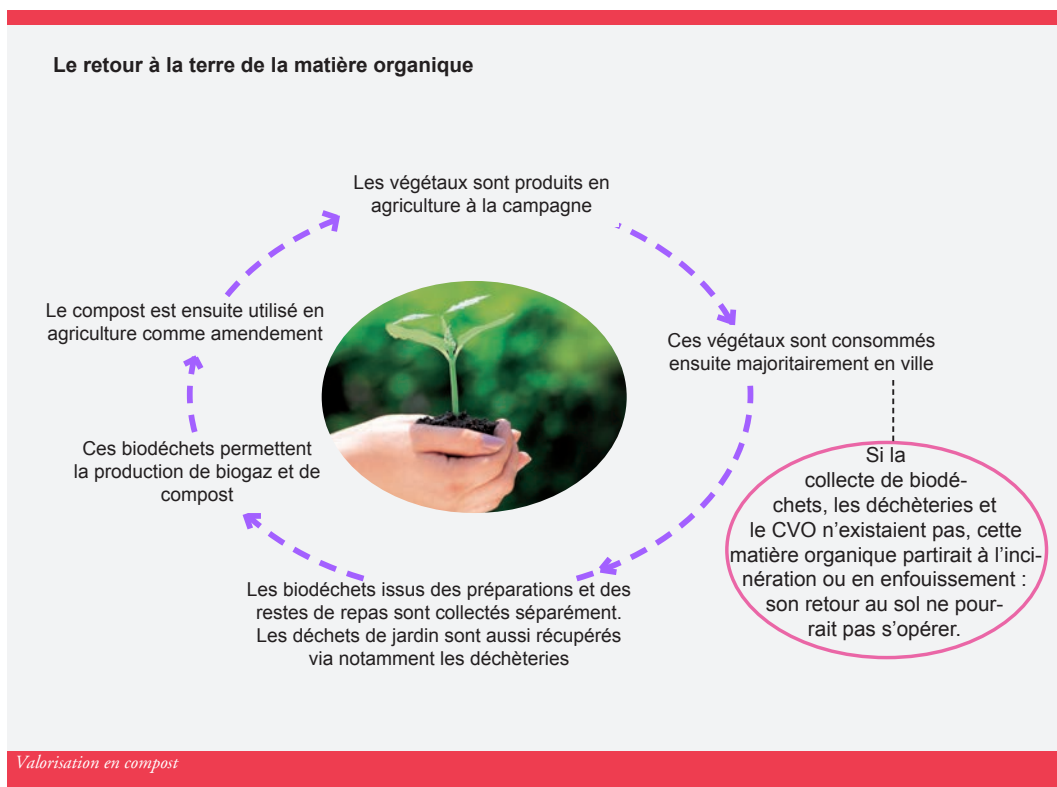 Le retour à la terre de la matière organique
Les végétaux sont produits en
agriculture à la campagne
Le compost est ensuite utilisé en
agriculture comme amendement
Ces végétaux sont consommés
ensuite majoritairement en ville
Ces biodéchets permettent
la production de biogaz et de
compost
Si la
collecte de biodé-
chets, les déchèteries et
le CVO n’existaient pas, cette
matière organique partirait à l’inci-
nération ou en enfouissement :
son retour au sol ne pour-
rait pas s’opérer.
Les biodéchets issus des préparations et des
restes de repas sont collectés séparément.
Les déchets de jardin sont aussi récupérés
via notamment les déchèteries
Valorisation en compost